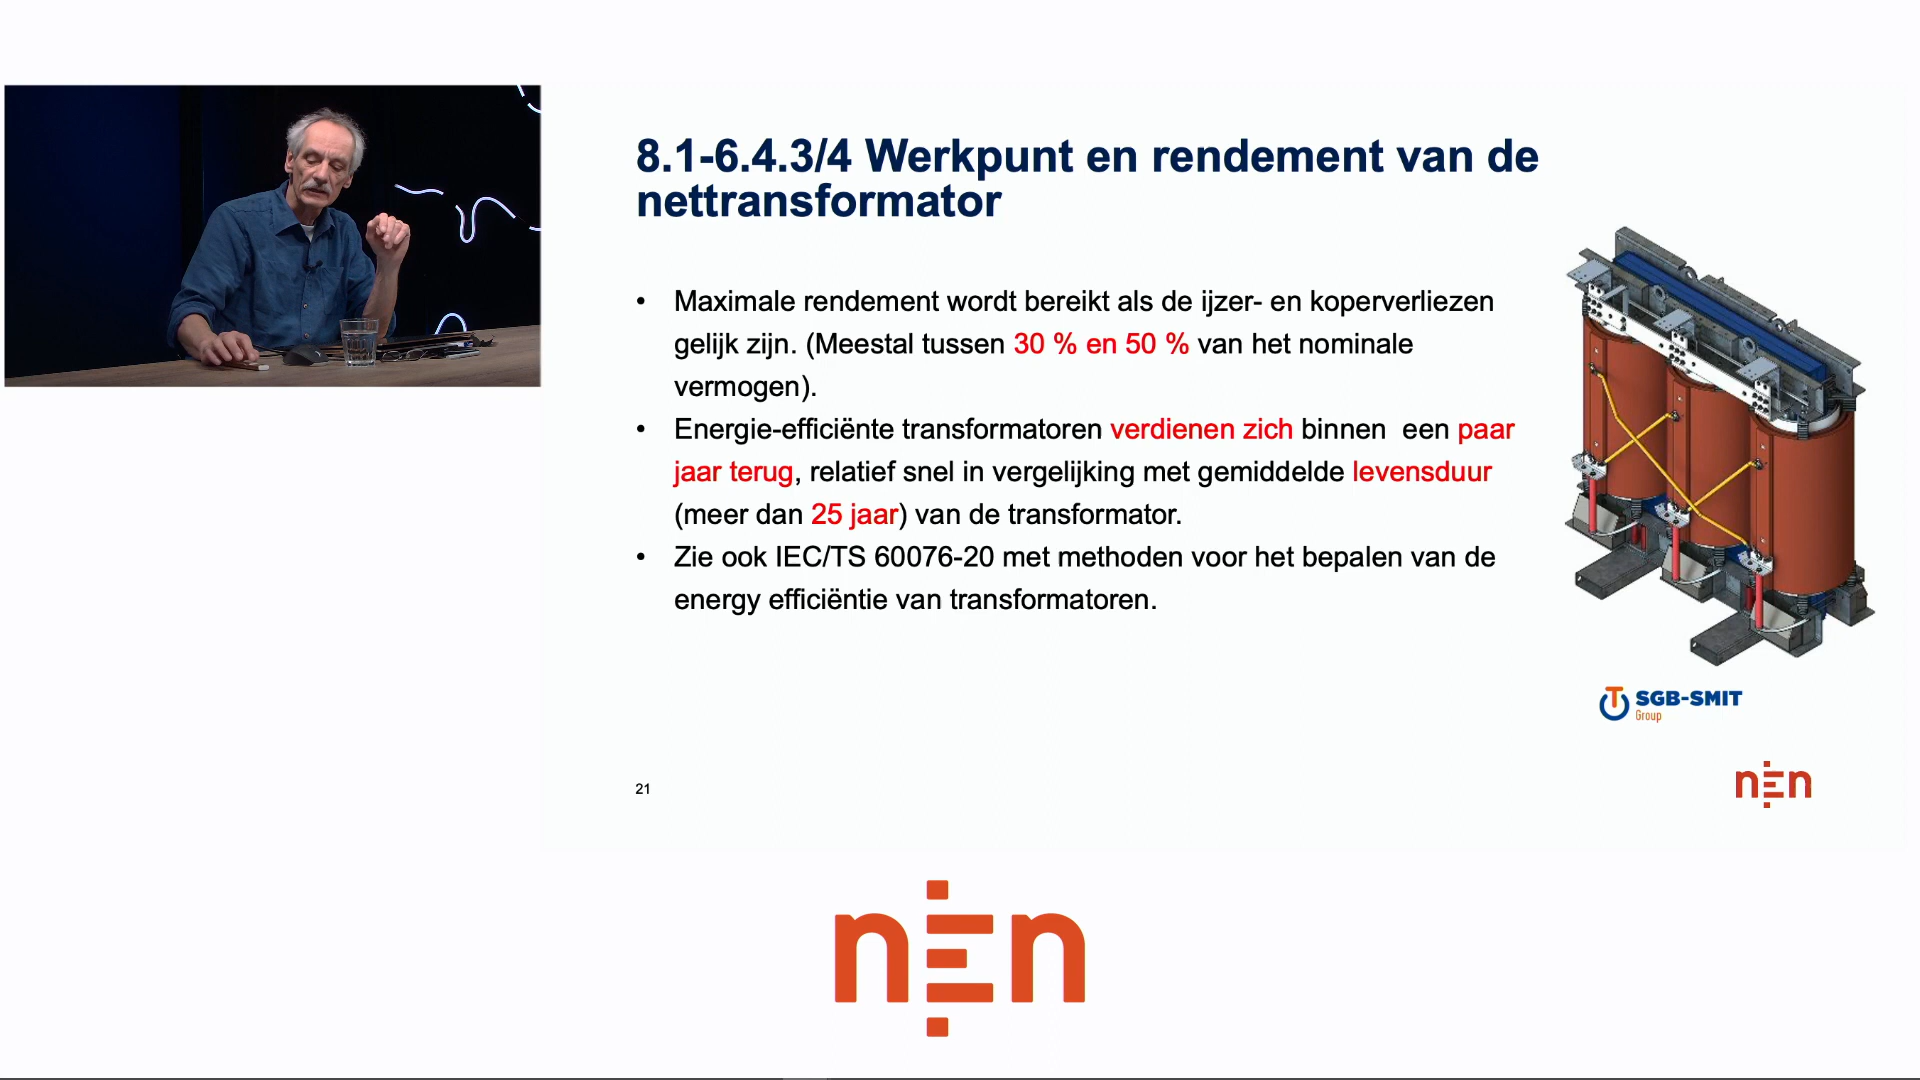 8.1-6.4.3/4 Werkpunt en rendement van de
nettransformator
• Maximale rendement wordt bereikt als de ijzer- en koperverliezen
gelijk zijn. (Meestal tussen 30 % en 50 % van het nominale
vermogen).
• Energie-efficiënte transformatoren verdienen zich binnen  een paar
jaar terug, relatief snel in vergelijking met gemiddelde levensduur
(meer dan 25 jaar) van de transformator.
• Zie ook IEC/TS 60076-20 met methoden voor het bepalen van de
energy efficiëntie van transformatoren.
SGB-SMIT
Group
21
nEn
nEn